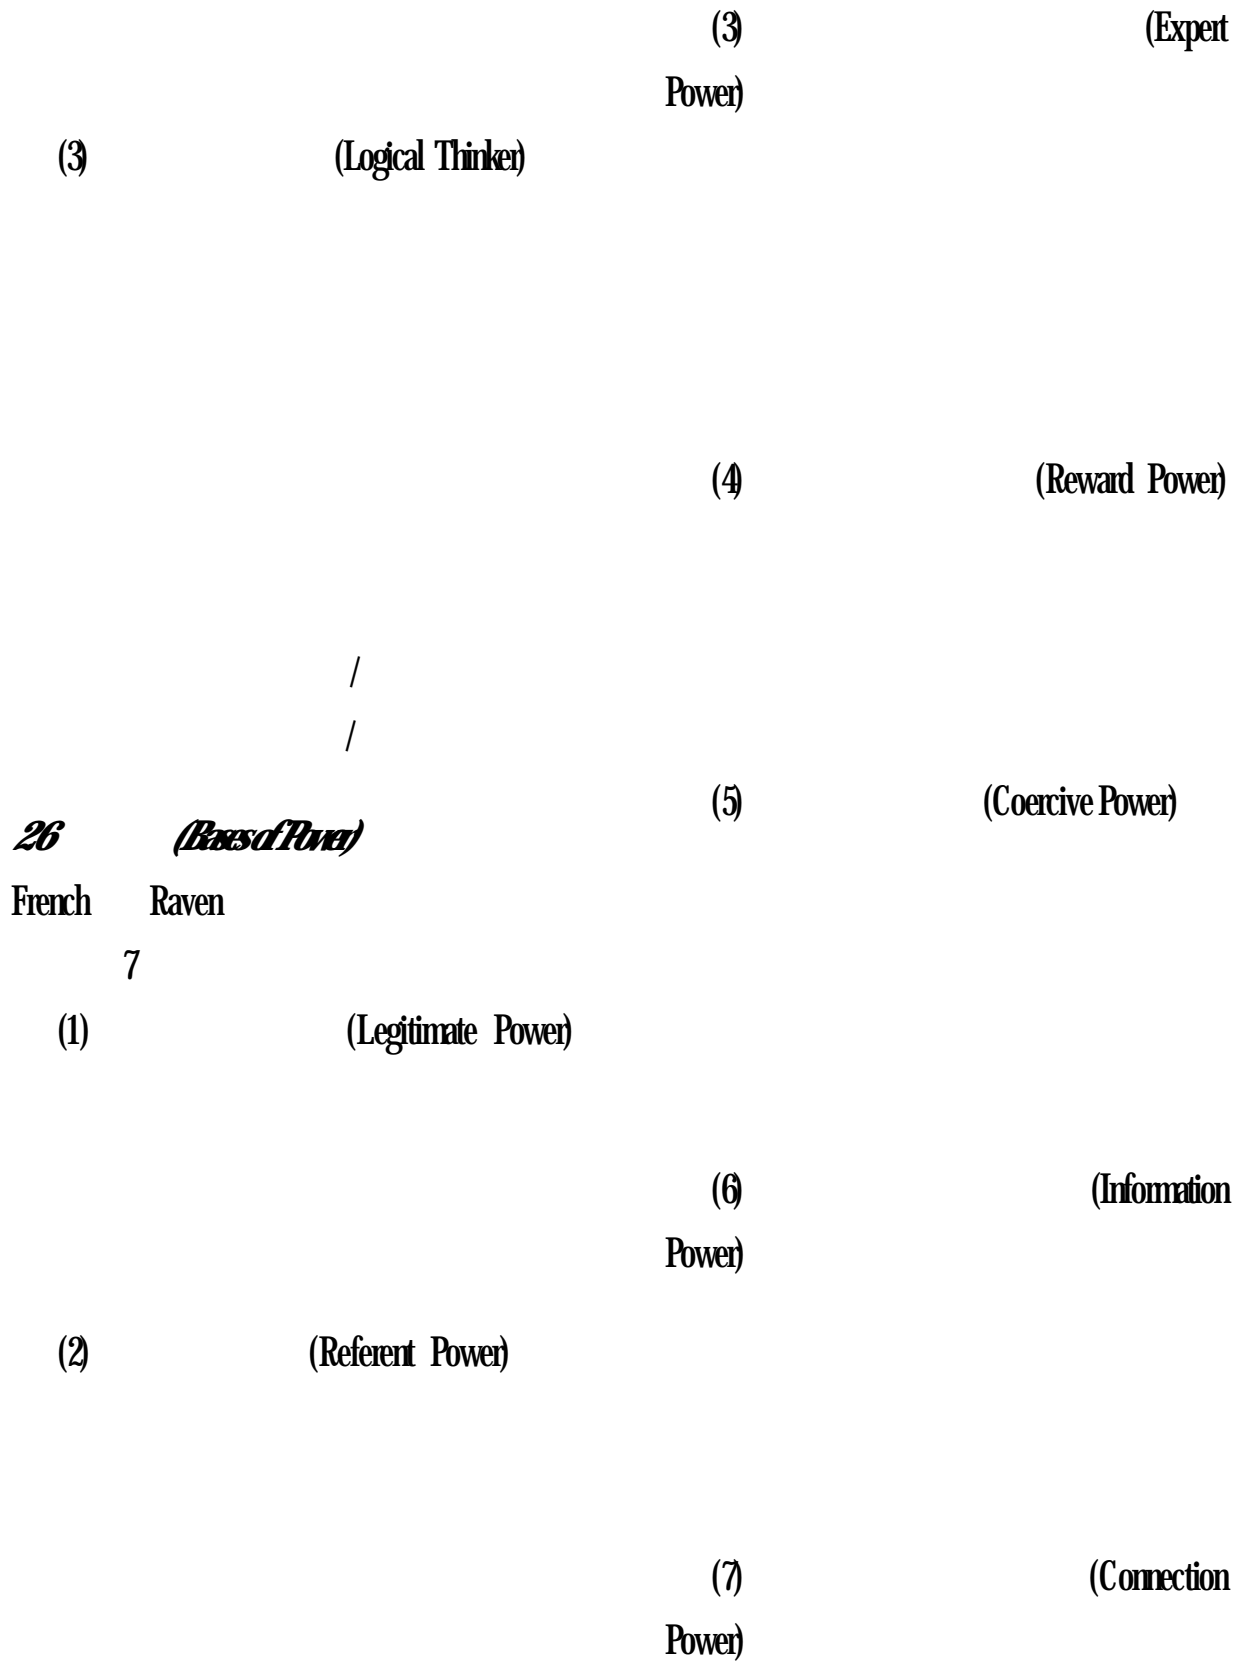 (3) (Logical Thinker)
/
/
26 (Bases of Power)
French Raven
7
(1) (Legitimate Power)
(2) (Referent Power)
(3) (Expert
Power)
(4) (Reward Power)
(5) (Coercive Power)
(6) (Information
Power)
(7) (Connection
Power)